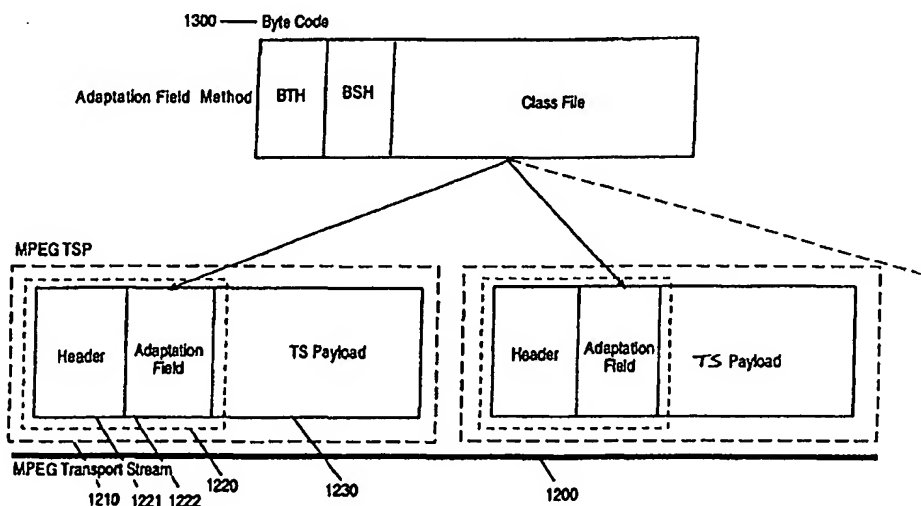 1300 Byte Code
Adaptation Field Method
BTH
BSH
Class File
MPEG TSP
Header
Adaptation
Field
TS Payload
Header
Adaptation
Field
TS Payload
MPEG Transport Stream
1210
1221
1222
1220
1230
1200